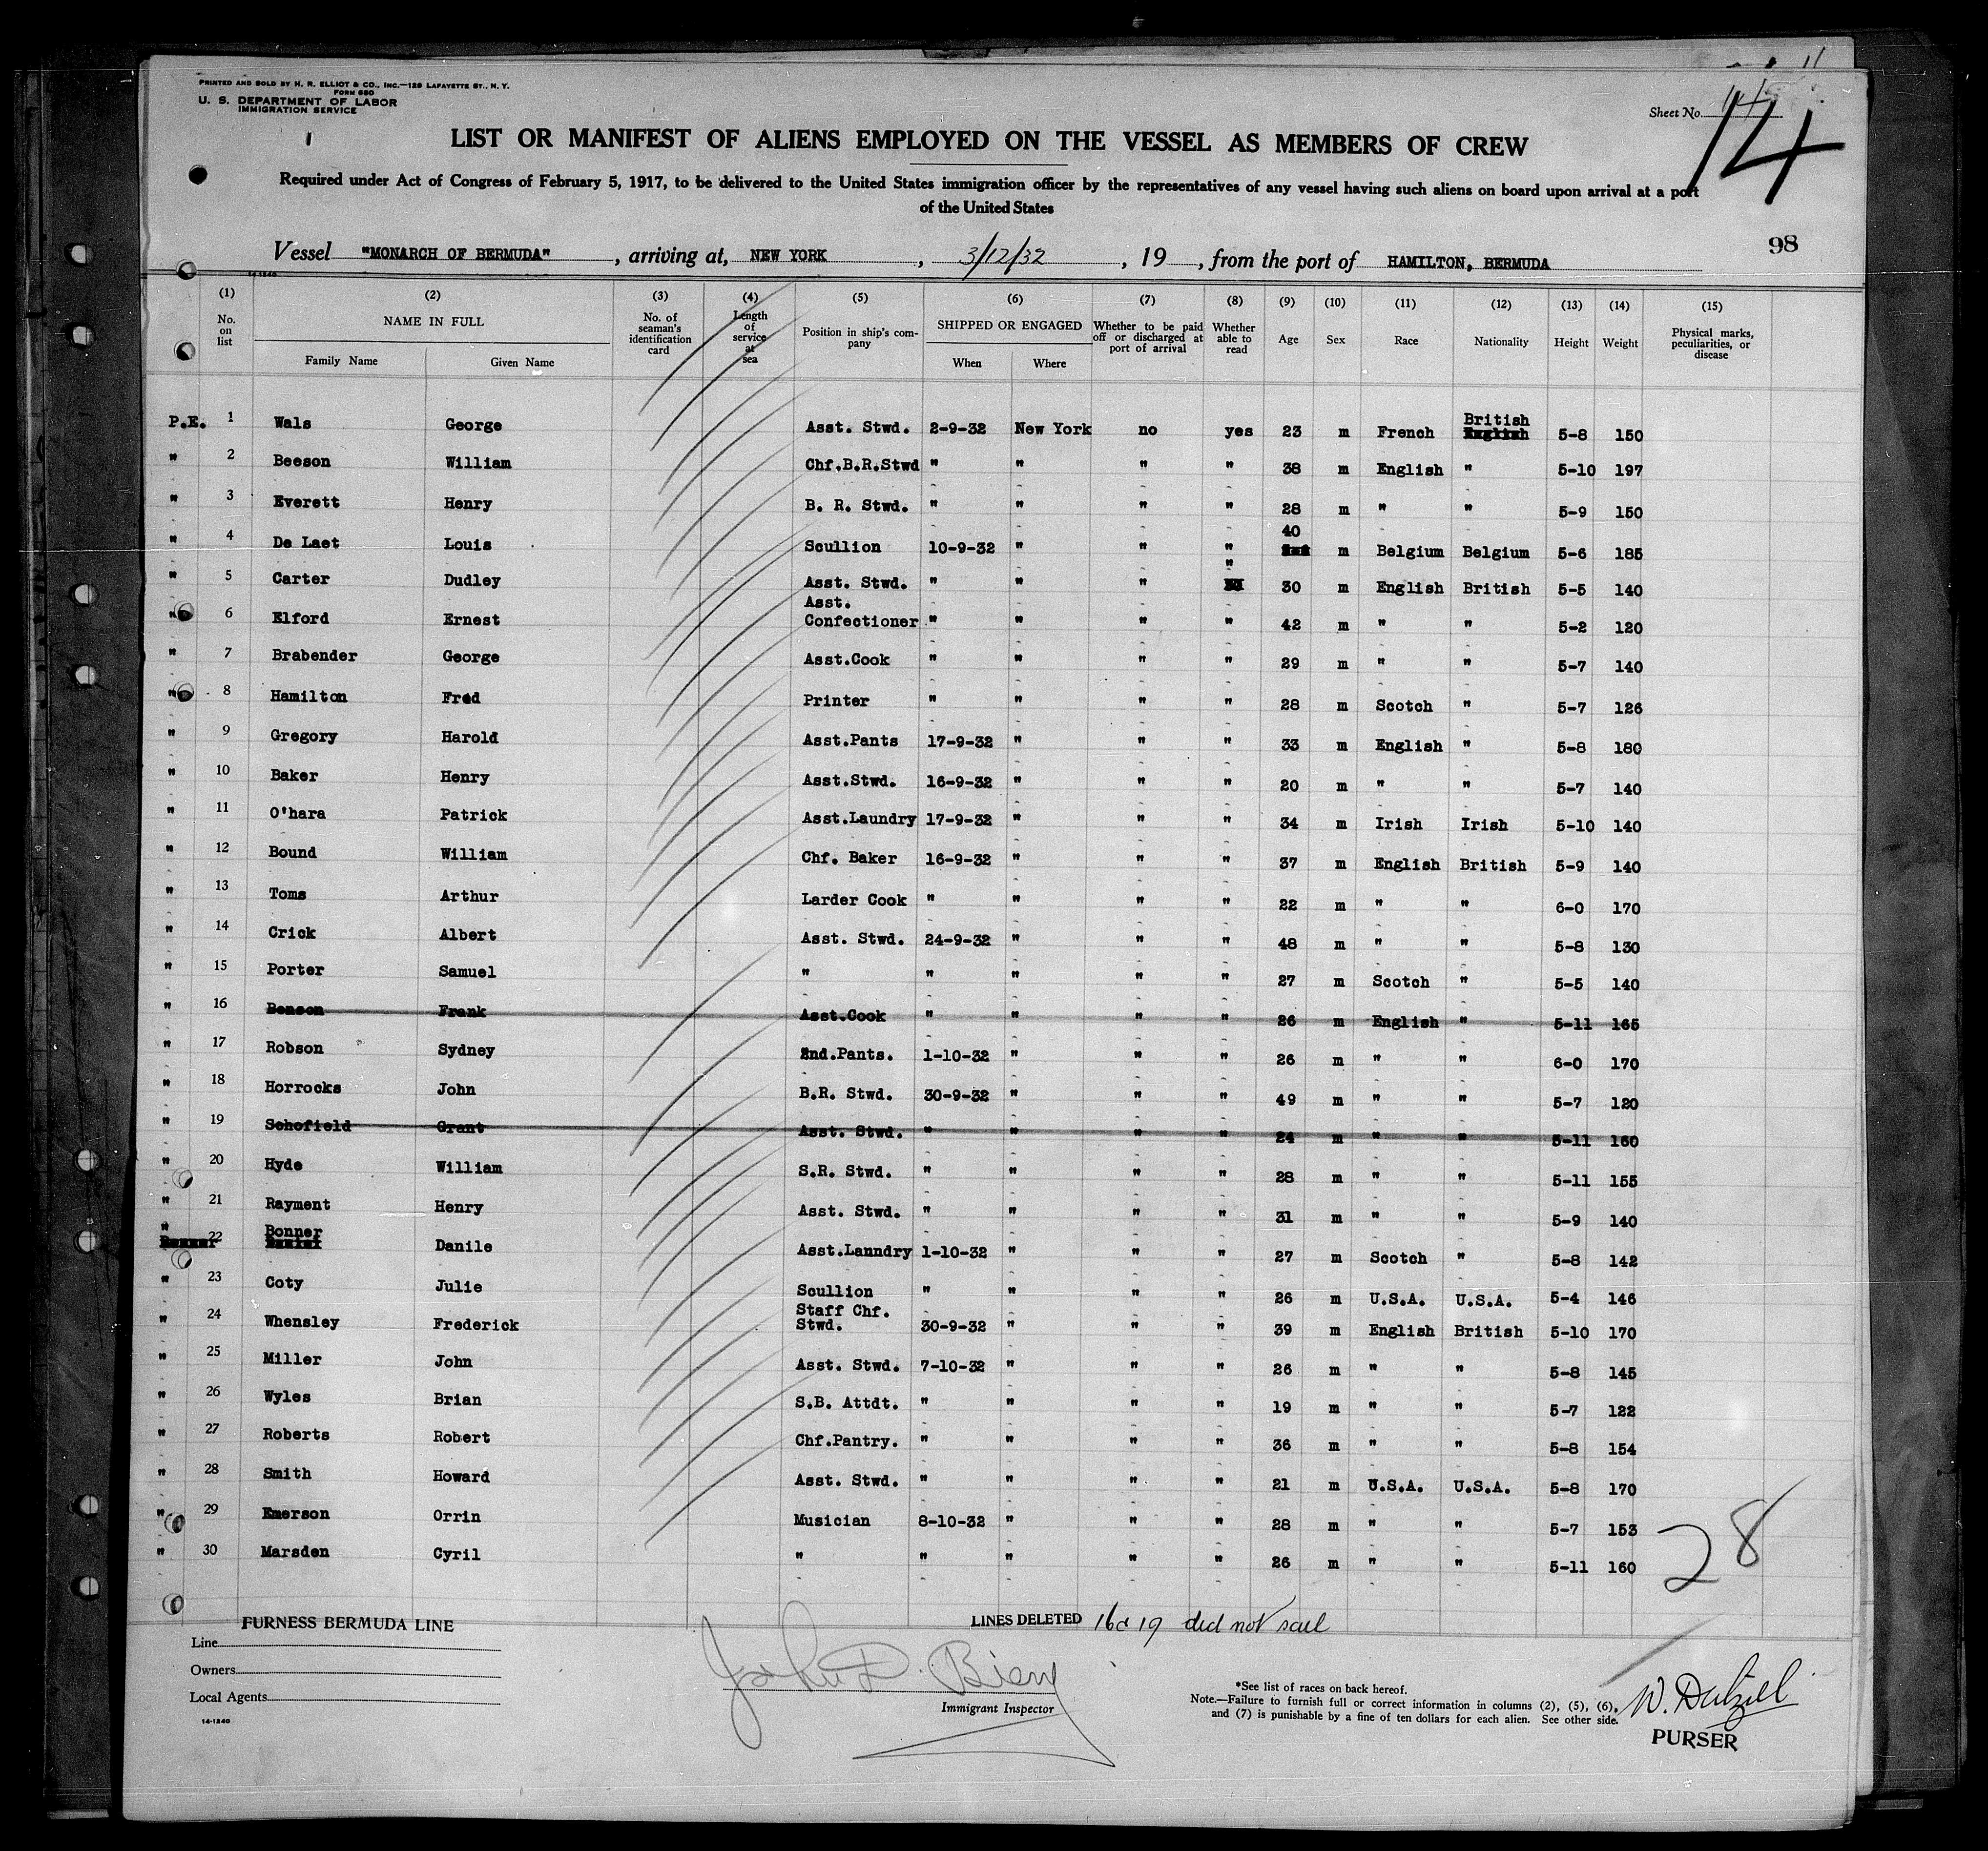 PRINTED AND SOLD BY H. R. ELLIOT & CO., INC.—129 LAFAYETTE ST., N. Y.
FORM 680
U. S. DEPARTMENT OF LABOR
IMMIGRATION SERVICE
Sheet No. 14
14
LIST OR MANIFEST OF ALIENS EMPLOYED ON THE VESSEL AS MEMBERS OF CREW
Required under Act of Congress of February 5, 1917, to be delivered to the United States immigration officer by the representatives of any vessel having such aliens on board upon arrival at a port
of the United States
98
Vessel "MONARCH OF BERMUDA", arriving at, NEW YORK, 3/12/32, 19 , from the port of HAMILTON, BERMUDA
14-1240
(1) (2) (3) (4) (5) (6) (7) (8) (9) (10) (11) (12) (13) (14) (15)
No. on list
NAME IN FULL
Family Name Given Name
No. of seaman's identification card
Length of service at sea
Position in ship's company
SHIPPED OR ENGAGED
When Where
Whether to be paid off or discharged at port of arrival
Whether able to read
Age Sex Race Nationality Height Weight
Physical marks, peculiarities, or disease
P.E. 1 Wals George Asst. Stwd. 2-9-32 New York no yes 23 m French British English 5-8 150
" 2 Beeson William Chf.B.R.Stwd " " " " 38 m English " 5-10 197
" 3 Everett Henry B. R. Stwd. " " " " 28 m " " 5-9 150
" 4 De Laet Louis Scullion 10-9-32 " " " 40 m Belgium Belgium 5-6 185
" 5 Carter Dudley Asst. Stwd. " " " " 30 m English British 5-5 140
" 6 Elford Ernest Asst. Confectioner " " " " 42 m " " 5-2 120
" 7 Brabender George Asst.Cook " " " " 29 m " " 5-7 140
" 8 Hamilton Fred Printer " " " " 28 m Scotch " 5-7 126
" 9 Gregory Harold Asst.Pants 17-9-32 " " " 33 m English " 5-8 180
" 10 Baker Henry Asst.Stwd. 16-9-32 " " " 20 m " " 5-7 140
" 11 O'hara Patrick Asst.Laundry 17-9-32 " " " 34 m Irish Irish 5-10 140
" 12 Bound William Chf. Baker 16-9-32 " " " 37 m English British 5-9 140
" 13 Toms Arthur Larder Cook " " " " 22 m " " 6-0 170
" 14 Crick Albert Asst. Stwd. 24-9-32 " " " 48 m " " 5-8 130
" 15 Porter Samuel " " " " " 27 m Scotch " 5-5 140
" 16 Benson Frank Asst.Cook " " " " 26 m English " 5-11 165
" 17 Robson Sydney 2nd.Pants. 1-10-32 " " " 26 m " " 6-0 170
" 18 Horrocks John B.R. Stwd. 30-9-32 " " " 49 m " " 5-7 120
" 19 Schofield Grant Asst. Stwd. " " " " 24 m " " 5-11 160
" 20 Hyde William S.R. Stwd. " " " " 28 m " " 5-11 155
" 21 Rayment Henry Asst. Stwd. " " " " 31 m " " 5-9 140
" 22 Bonner Danile Asst.Lanndry 1-10-32 " " " 27 m Scotch " 5-8 142
" 23 Coty Julie Scullion " " " " 26 m U.S.A. U.S.A. 5-4 146
" 24 Whensley Frederick Staff Chf. Stwd. 30-9-32 " " " 39 m English British 5-10 170
" 25 Miller John Asst. Stwd. 7-10-32 " " " 26 m " " 5-8 145
" 26 Wyles Brian S.B. Attdt. " " " " 19 m " " 5-7 122
" 27 Roberts Robert Chf.Pantry. " " " " 36 m " " 5-8 154
" 28 Smith Howard Asst. Stwd. " " " " 21 m U.S.A. U.S.A. 5-8 170
" 29 Emerson Orrin Musician 8-10-32 " " " 28 m " " 5-7 153
" 30 Marsden Cyril " " " " " 26 m " " 5-11 160
28
FURNESS BERMUDA LINE
Line
Owners
Local Agents
14-1240
LINES DELETED 16 & 19 did not sail
John D.
Immigrant Inspector
*See list of races on back hereof.
Note.—Failure to furnish full or correct information in columns (2), (5), (6),
and (7) is punishable by a fine of ten dollars for each alien. See other side.
W. Dalziel
PURSER